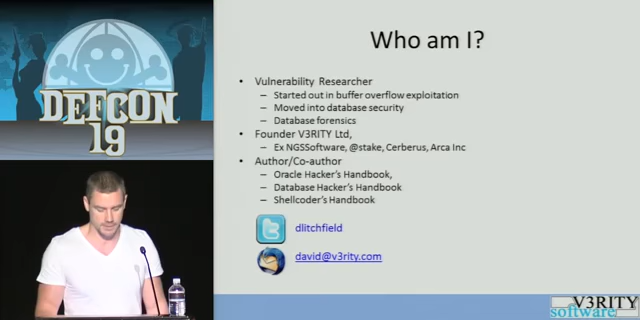 DEFCON
19
Who am I?
• Vulnerability Researcher
– Started out in buffer overflow exploitation
– Moved into database security
– Database forensics
• Founder V3RITY Ltd,
– Ex NGSSoftware, @stake, Cerberus, Arca Inc
• Author/Co-author
– Oracle Hacker's Handbook,
– Database Hacker's Handbook
– Shellcoder's Handbook
dlitchfield
david@v3rity.com
V3RITY
software